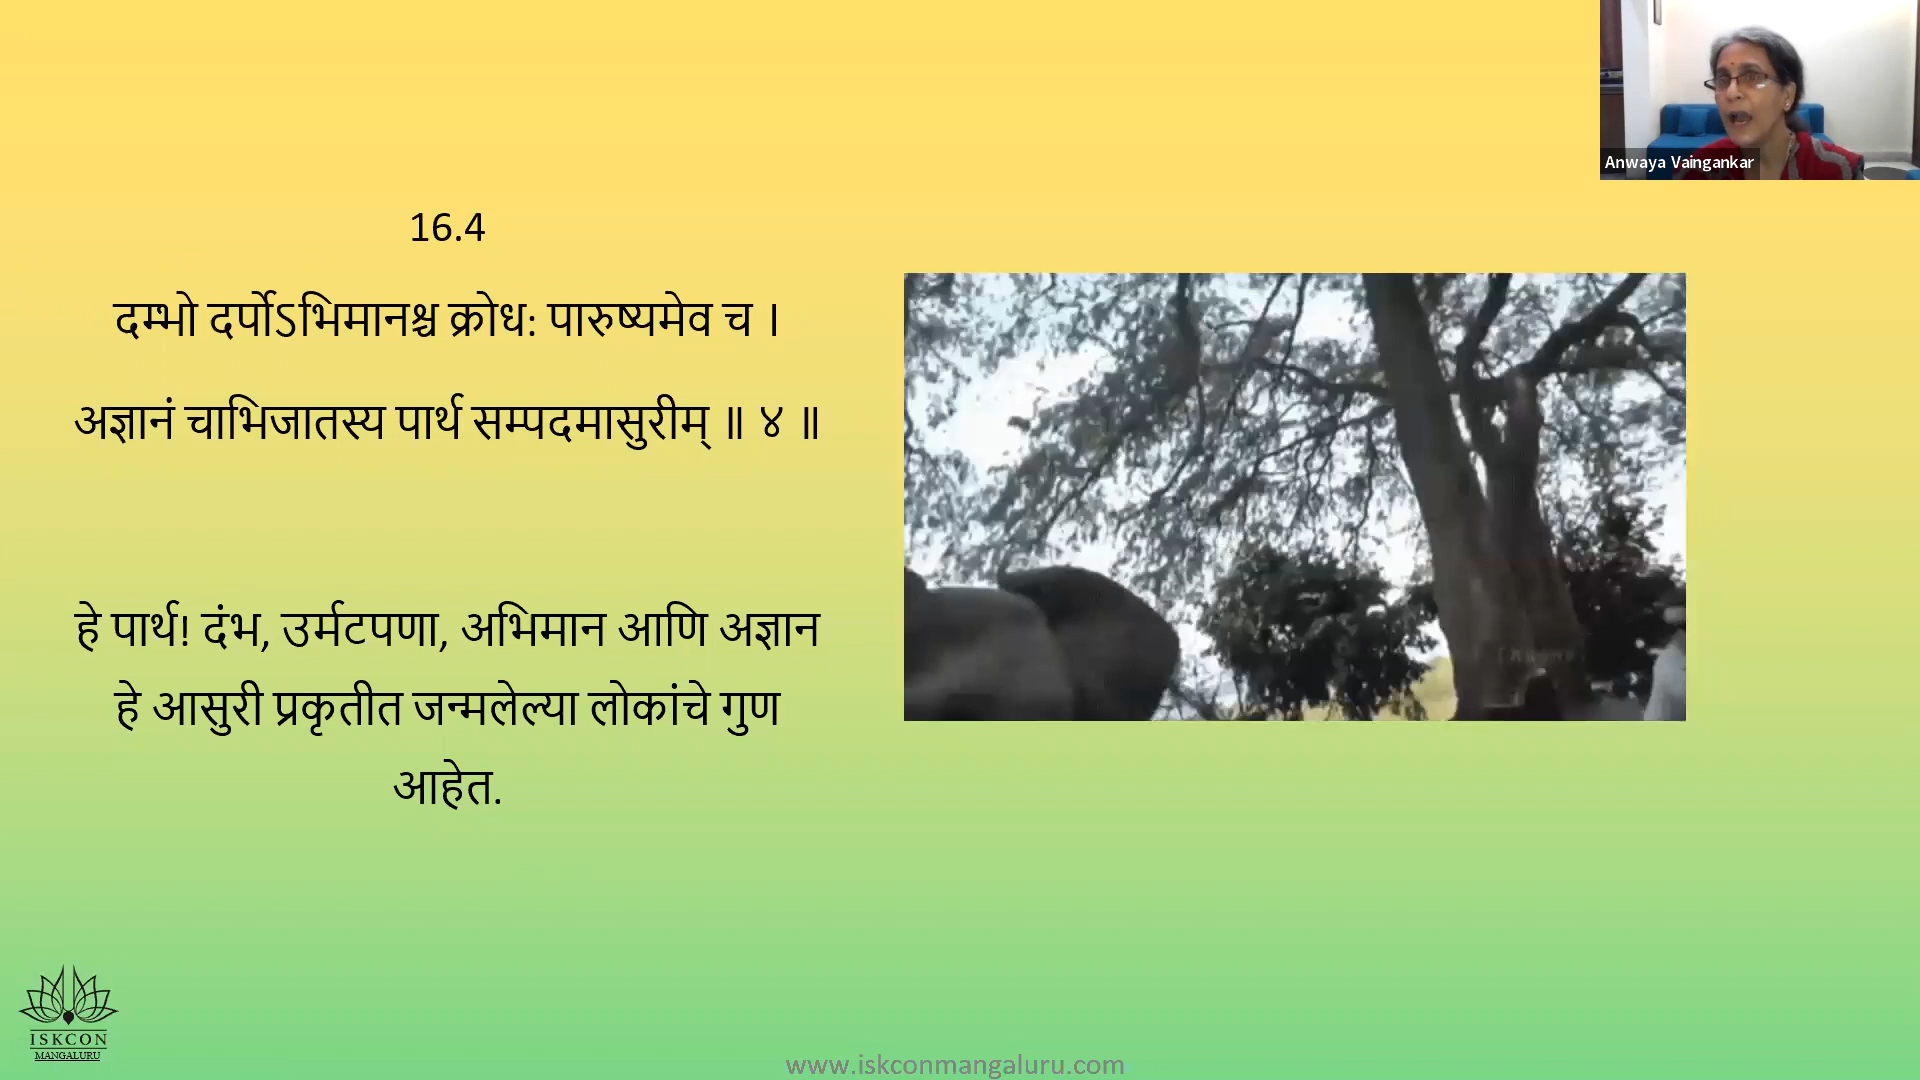 Anwaya Vaingankar
16.4
दम्भो दर्पोऽभिमानश्च क्रोधः पारुष्यमेव च ।
अज्ञानं चाभिजातस्य पार्थ सम्पदमासुरीम् ॥ ४ ॥
हे पार्थ! दंभ, उर्मटपणा, अभिमान आणि अज्ञान
हे आसुरी प्रकृतीत जन्मलेल्या लोकांचे गुण
आहेत.
ISKCON
MANGALURU
www.iskconmangaluru.com